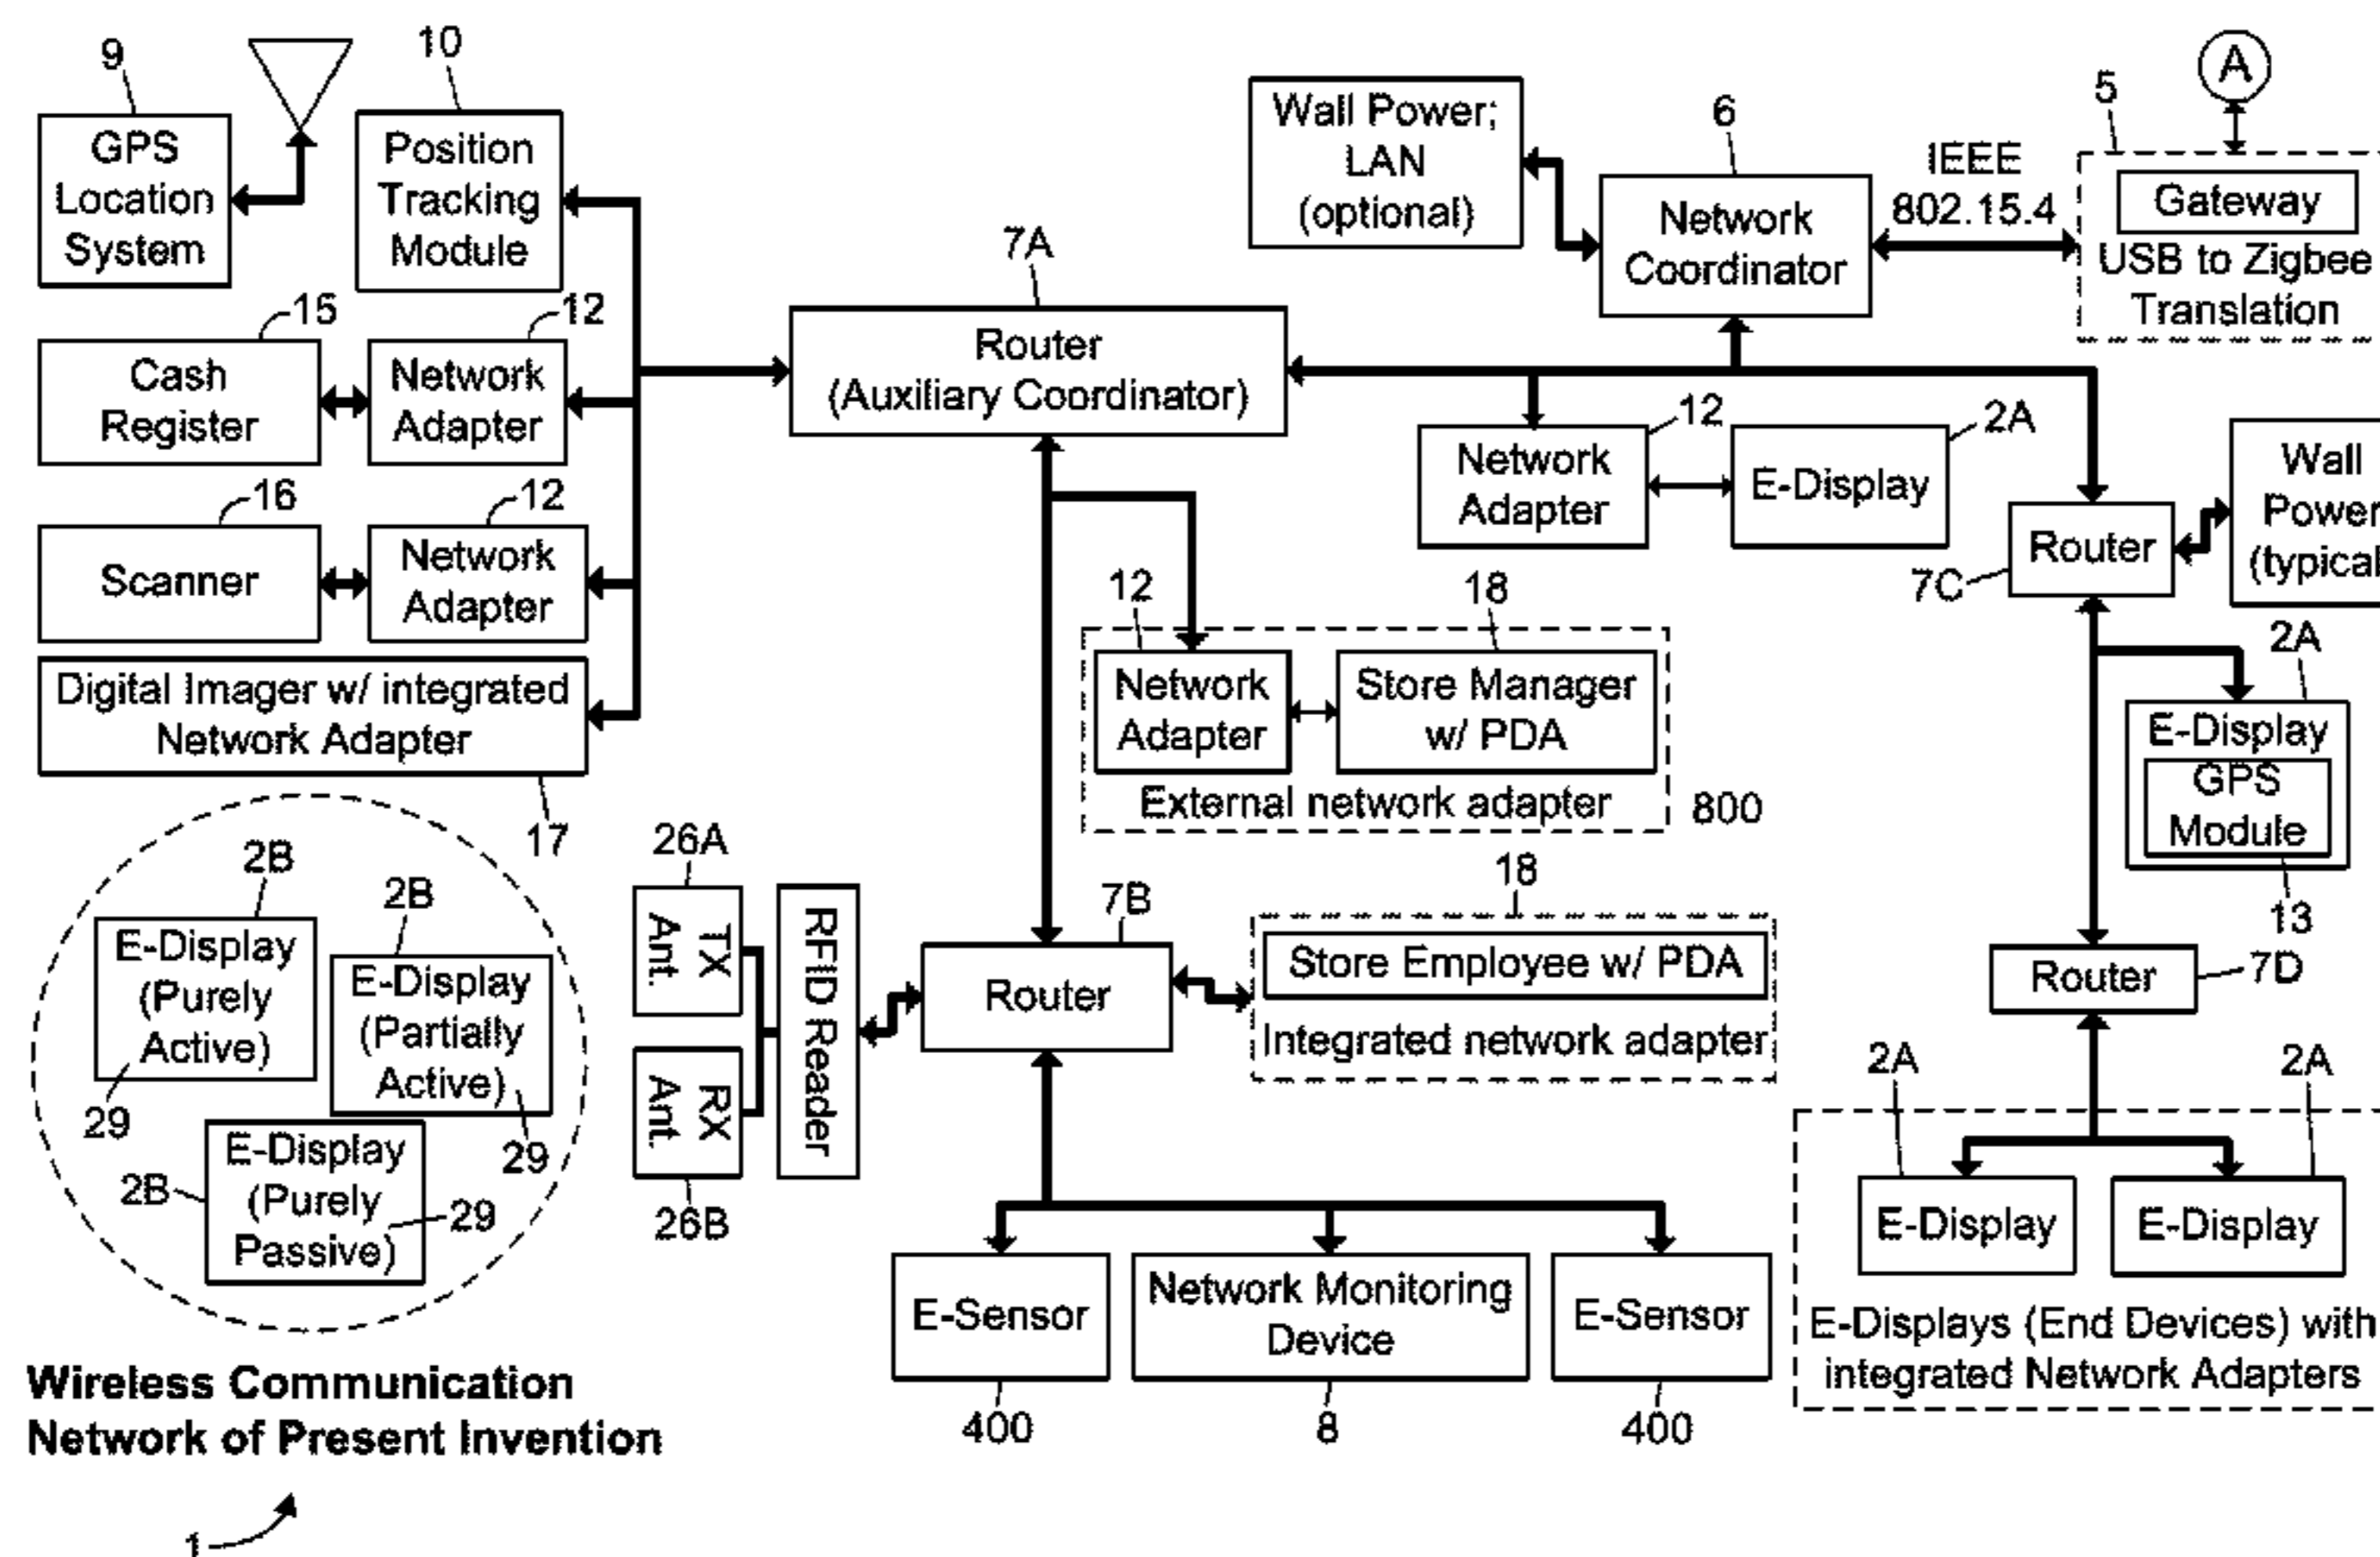 9
10
GPS
Location
System
Position
Tracking
Module
Wall Power;
LAN
(optional)
6
Network
Coordinator
IEEE
802.15.4
5
A
Gateway
USB to Zigbee
Translation
15
12
Cash
Register
Network
Adapter
7A
Router
(Auxiliary Coordinator)
16
12
Scanner
Network
Adapter
12
2A
Network
Adapter
E-Display
Wall
Power
Router
7C
Digital Imager w/ integrated
Network Adapter
17
12
18
Network
Adapter
Store Manager
w/ PDA
External network adapter
800
2A
E-Display
GPS
Module
13
2B
E-Display
(Purely
Active)
29
2B
E-Display
(Partially
Active)
29
2B
E-Display
(Purely
Passive)
29
26A
TX
Ant.
RX
Ant.
26B
RFID Reader
7B
Router
18
Store Employee w/ PDA
Integrated network adapter
Router
7D
2A
2A
E-Display
E-Display
E-Displays (End Devices) with
integrated Network Adapters
E-Sensor
Network Monitoring
Device
E-Sensor
400
8
400
Wireless Communication
Network of Present Invention
1